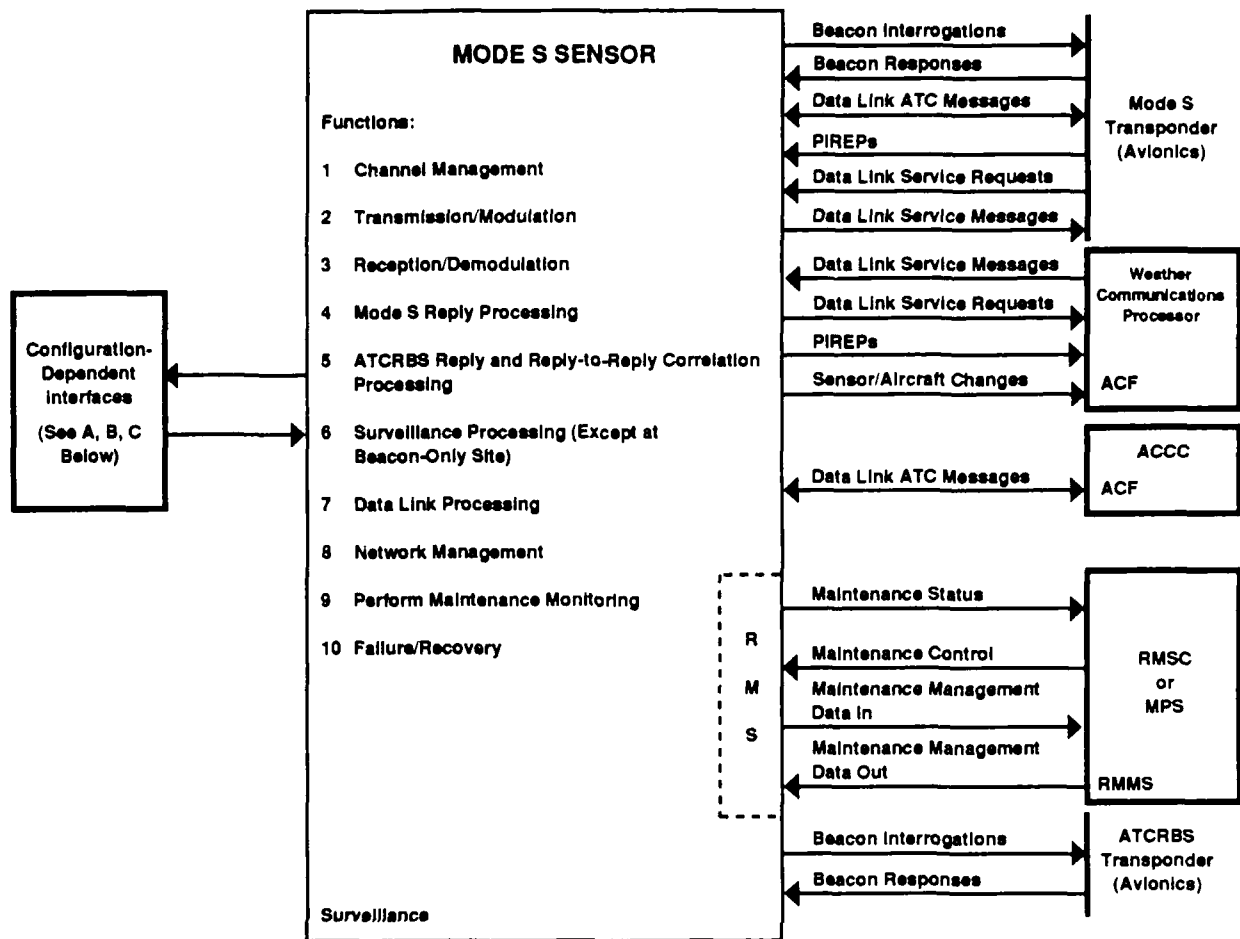 MODE S SENSOR
Functions:
1 Channel Management
2 Transmission/Modulation
3 Reception/Demodulation
4 Mode S Reply Processing
5 ATCRBS Reply and Reply-to-Reply Correlation
Processing
6 Surveillance Processing (Except at
Beacon-Only Site)
7 Data Link Processing
8 Network Management
9 Perform Maintenance Monitoring
10 Failure/Recovery
Surveillance
Configuration-
Dependent
Interfaces
(See A, B, C
Below)
R
M
S
Beacon Interrogations
Beacon Responses
Data Link ATC Messages
PIREPs
Data Link Service Requests
Data Link Service Messages
Mode S
Transponder
(Avionics)
Data Link Service Messages
Data Link Service Requests
PIREPs
Sensor/Aircraft Changes
Weather
Communications
Processor
ACF
Data Link ATC Messages
ACCC
ACF
Maintenance Status
Maintenance Control
Maintenance Management
Data In
Maintenance Management
Data Out
RMSC
or
MPS
RMMS
Beacon Interrogations
Beacon Responses
ATCRBS
Transponder
(Avionics)